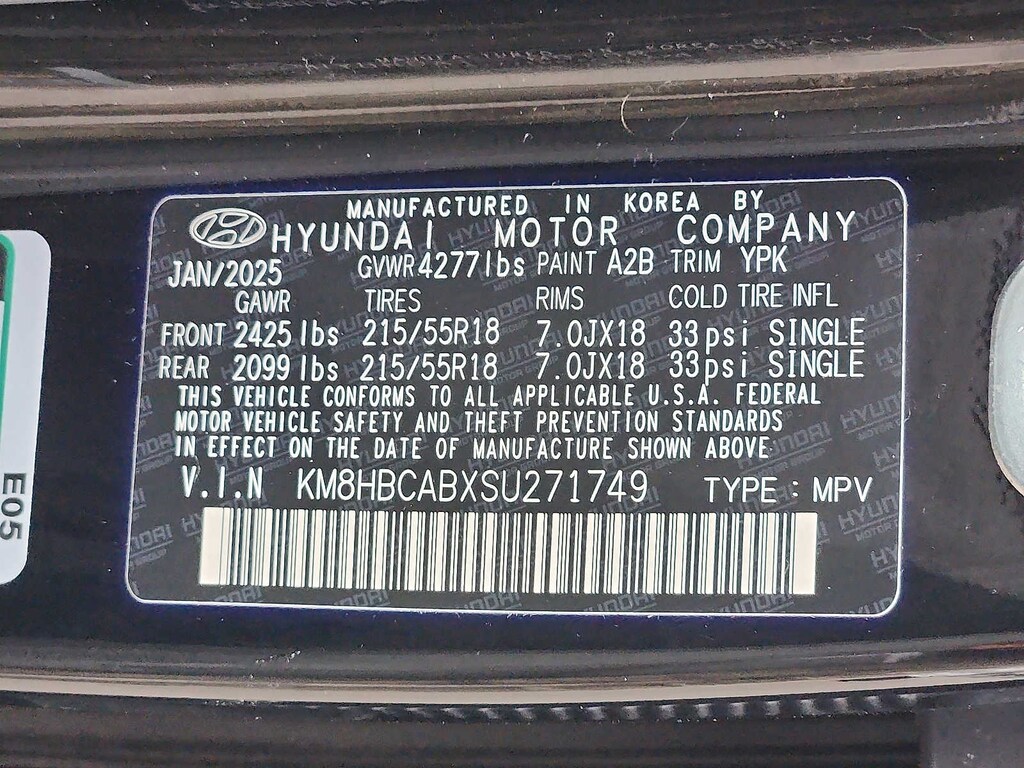 MANUFACTURED IN KOREA BY
HYUNDAI MOTOR COMPANY
JAN/2025 GVWR 4277lbs PAINT A2B TRIM YPK
GAWR TIRES RIMS COLD TIRE INFL
FRONT 2425 lbs 215/55R18 7.0JX18 33psi SINGLE
REAR 2099 lbs 215/55R18 7.0JX18 33psi SINGLE
THIS VEHICLE CONFORMS TO ALL APPLICABLE U.S.A. FEDERAL
MOTOR VEHICLE SAFETY AND THEFT PREVENTION STANDARDS
IN EFFECT ON THE DATE OF MANUFACTURE SHOWN ABOVE
V.I.N KM8HBCABXSU271749 TYPE : MPV
E05